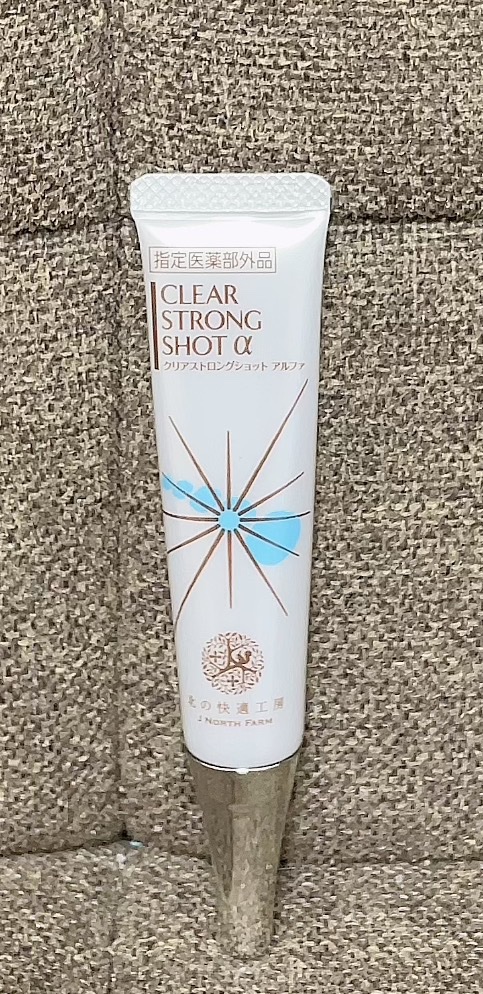 指定医薬部外品
CLEAR
STRONG
SHOT α
クリアストロングショット アルファ
北の快適工房
J NORTH FARM